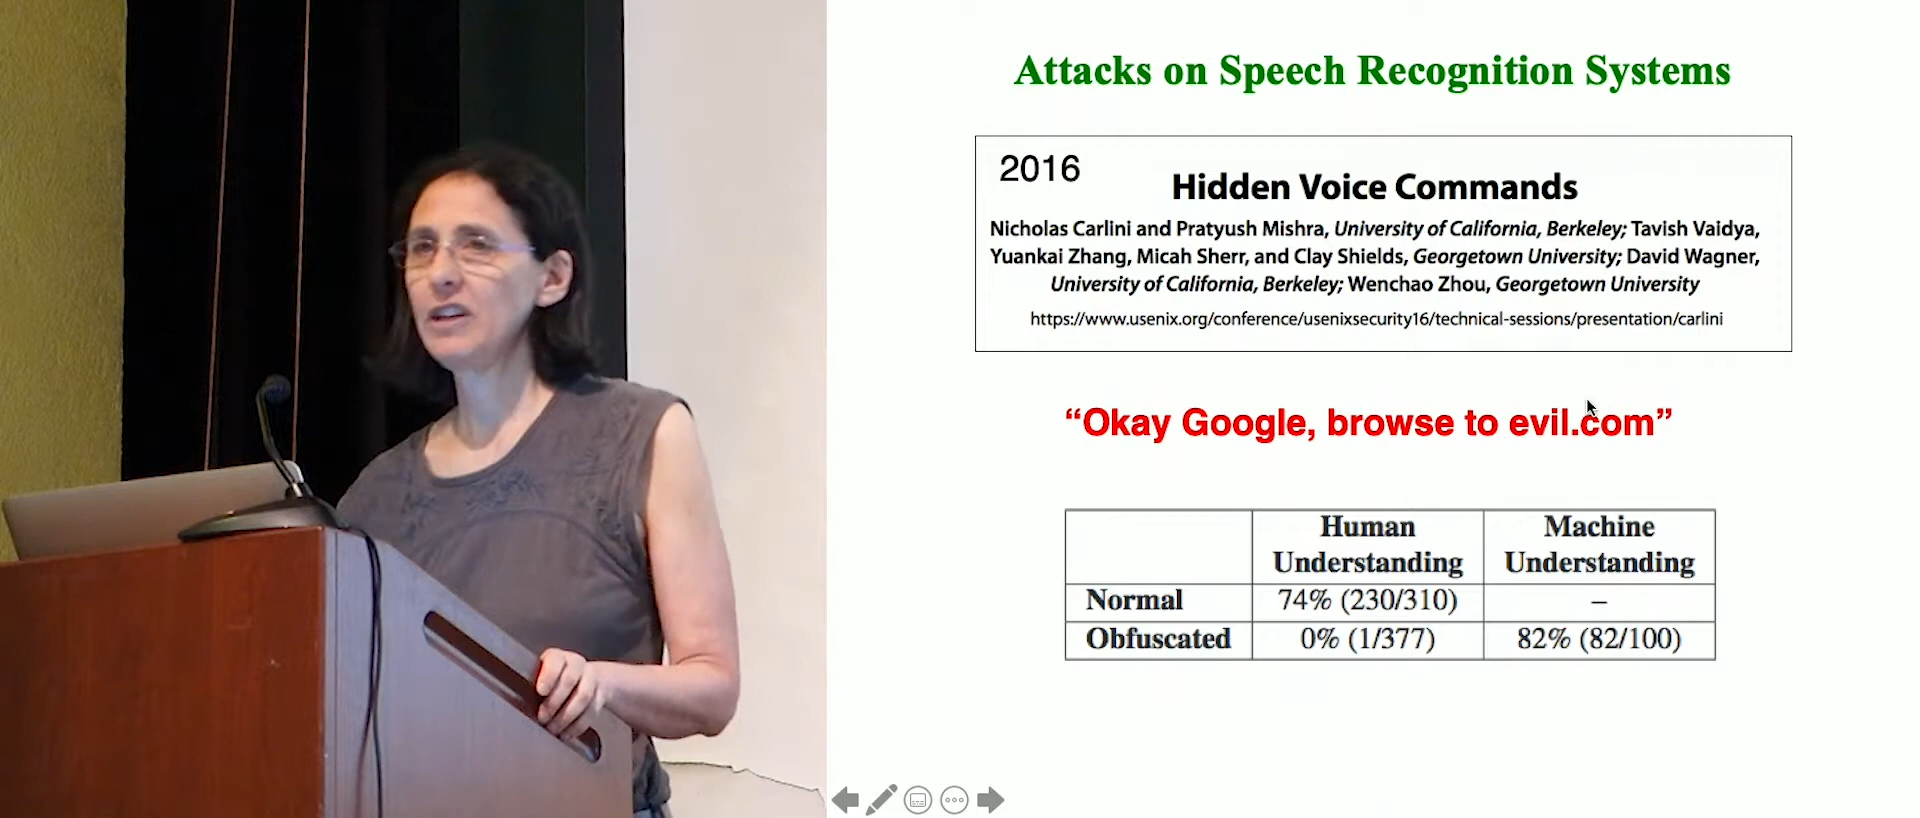 Attacks on Speech Recognition Systems
2016
Hidden Voice Commands
Nicholas Carlini and Pratyush Mishra, University of California, Berkeley; Tavish Vaidya,
Yuankai Zhang, Micah Sherr, and Clay Shields, Georgetown University; David Wagner,
University of California, Berkeley; Wenchao Zhou, Georgetown University
https://www.usenix.org/conference/usenixsecurity16/technical-sessions/presentation/carlini
“Okay Google, browse to evil.com”
Human Machine
Understanding Understanding
Normal 74% (230/310) –
Obfuscated 0% (1/377) 82% (82/100)